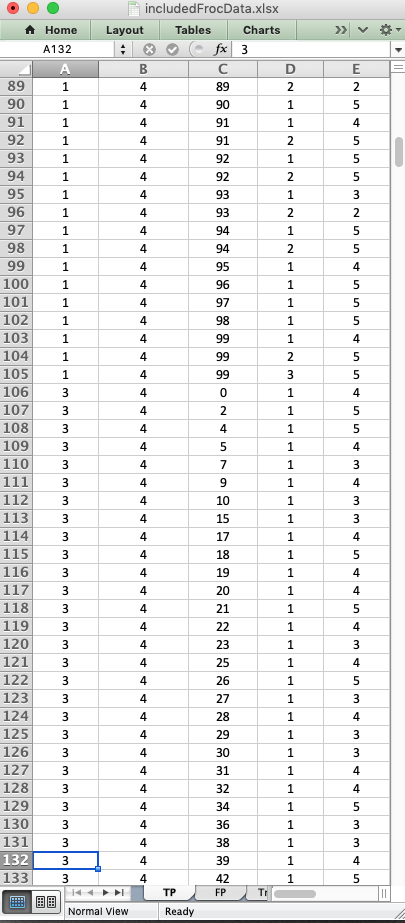 includedFrocData.xlsx
Home Layout Tables Charts
A132 fx 3
A B C D E
89 1 4 89 2 2
90 1 4 90 1 5
91 1 4 91 1 4
92 1 4 91 2 5
93 1 4 92 1 5
94 1 4 92 2 5
95 1 4 93 1 3
96 1 4 93 2 2
97 1 4 94 1 5
98 1 4 94 2 5
99 1 4 95 1 4
100 1 4 96 1 5
101 1 4 97 1 5
102 1 4 98 1 5
103 1 4 99 1 4
104 1 4 99 2 5
105 1 4 99 3 5
106 3 4 0 1 4
107 3 4 2 1 5
108 3 4 4 1 5
109 3 4 5 1 4
110 3 4 7 1 3
111 3 4 9 1 4
112 3 4 10 1 3
113 3 4 15 1 3
114 3 4 17 1 4
115 3 4 18 1 5
116 3 4 19 1 4
117 3 4 20 1 4
118 3 4 21 1 5
119 3 4 22 1 4
120 3 4 23 1 3
121 3 4 25 1 4
122 3 4 26 1 5
123 3 4 27 1 3
124 3 4 28 1 4
125 3 4 29 1 3
126 3 4 30 1 3
127 3 4 31 1 4
128 3 4 32 1 4
129 3 4 34 1 5
130 3 4 36 1 3
131 3 4 38 1 3
132 3 4 39 1 4
133 3 4 42 1 5
TP FP Tr
Normal View Ready